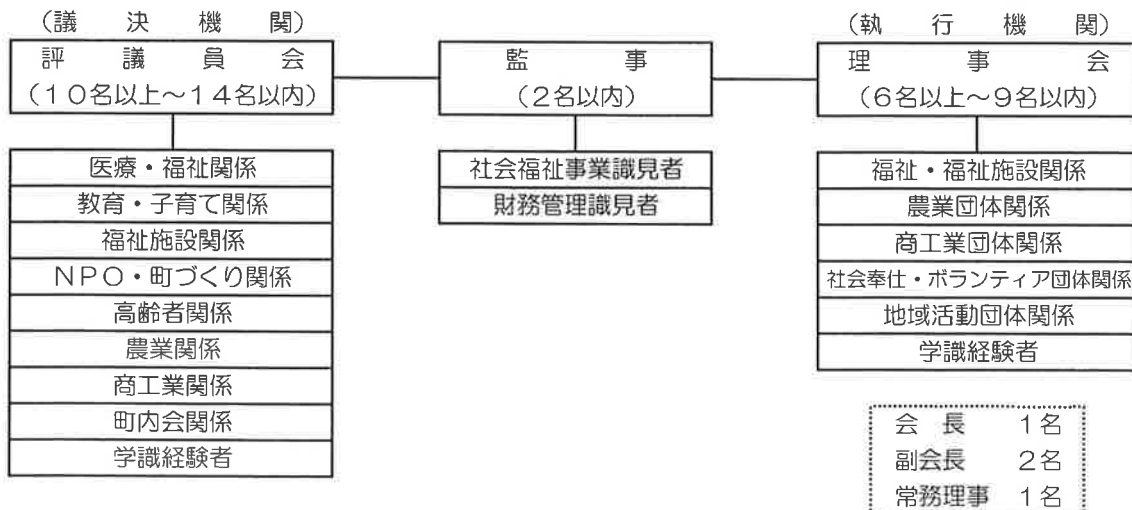 （議決機関）
評議員会
（１０名以上～１４名以内）
医療・福祉関係
教育・子育て関係
福祉施設関係
ＮＰＯ・町づくり関係
高齢者関係
農業関係
商工業関係
町内会関係
学識経験者
監事
（２名以内）
社会福祉事業識見者
財務管理識見者
（執行機関）
理事会
（６名以上～９名以内）
福祉・福祉施設関係
農業団体関係
商工業団体関係
社会奉仕・ボランティア団体関係
地域活動団体関係
学識経験者
会長　１名
副会長　２名
常務理事　１名